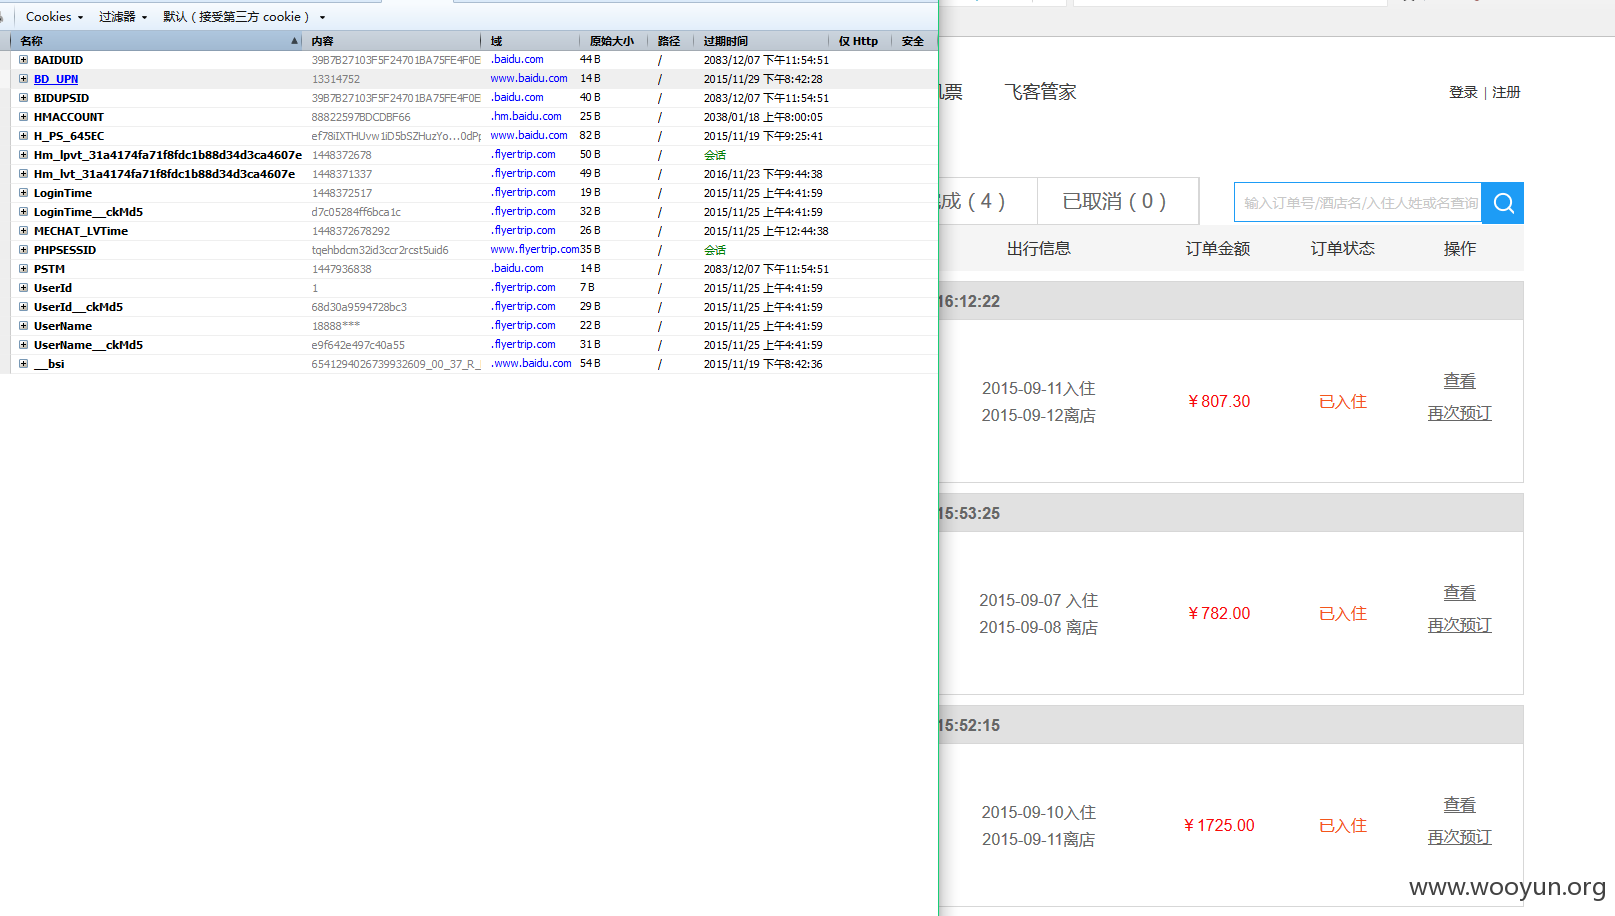 Cookies 过滤器 默认（接受第三方 cookie）
名称 内容 域 原始大小 路径 过期时间 仅 Http 安全
BAIDUID 39B7B27103F5F24701BA75FE4F0E .baidu.com 44 B / 2083/12/07 下午11:54:51
BD_UPN 13314752 www.baidu.com 14 B / 2015/11/29 下午8:42:28
BIDUPSID 39B7B27103F5F24701BA75FE4F0E .baidu.com 40 B / 2083/12/07 下午11:54:51
HMACCOUNT 88822597BDCDBF66 .hm.baidu.com 25 B / 2038/01/18 上午8:00:05
H_PS_645EC ef78iIXTHUvw1iD5bSZHuzYo...0dPp www.baidu.com 82 B / 2015/11/19 下午9:25:41
Hm_lpvt_31a4174fa71f8fdc1b88d34d3ca4607e 1448372678 .flyertrip.com 50 B / 会话
Hm_lvt_31a4174fa71f8fdc1b88d34d3ca4607e 1448371337 .flyertrip.com 49 B / 2016/11/23 下午9:44:38
LoginTime 1448372517 .flyertrip.com 19 B / 2015/11/25 上午4:41:59
LoginTime__ckMd5 d7c05284ff6bca1c .flyertrip.com 32 B / 2015/11/25 上午4:41:59
MECHAT_LVTime 1448372678292 .flyertrip.com 26 B / 2015/11/25 上午12:44:38
PHPSESSID tqehbdcm32id3ccr2rcst5uid6 www.flyertrip.com 35 B / 会话
PSTM 1447936838 .baidu.com 14 B / 2083/12/07 下午11:54:51
UserId 1 .flyertrip.com 7 B / 2015/11/25 上午4:41:59
UserId__ckMd5 68d30a9594728bc3 .flyertrip.com 29 B / 2015/11/25 上午4:41:59
UserName 18888*** .flyertrip.com 22 B / 2015/11/25 上午4:41:59
UserName__ckMd5 e9f642e497c40a55 .flyertrip.com 31 B / 2015/11/25 上午4:41:59
__bsi 6541294026739932609_00_37_R_ .www.baidu.com 54 B / 2015/11/19 下午8:42:36
票 飞客管家 登录 | 注册
成（4） 已取消（0） 输入订单号/酒店名/入住人姓或名查询
出行信息 订单金额 订单状态 操作
16:12:22
2015-09-11入住
2015-09-12离店
￥807.30 已入住
查看
再次预订
15:53:25
2015-09-07 入住
2015-09-08 离店
￥782.00 已入住
查看
再次预订
15:52:15
2015-09-10入住
2015-09-11离店
￥1725.00 已入住
查看
再次预订
www.wooyun.org